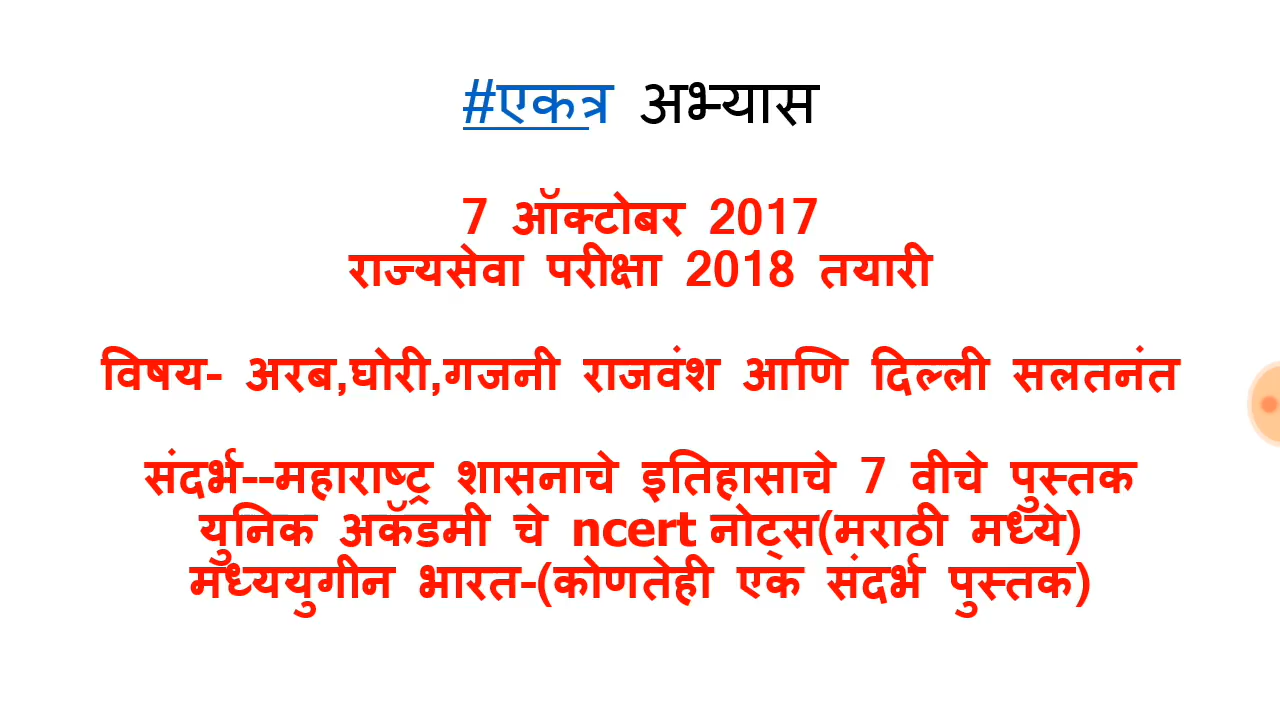 #एकत्र अभ्यास
7 ऑक्टोबर 2017
राज्यसेवा परीक्षा 2018 तयारी
विषय- अरब,घोरी,गजनी राजवंश आणि दिल्ली सलतनंत
संदर्भ--महाराष्ट्र शासनाचे इतिहासाचे 7 वीचे पुस्तक
युनिक अकॅडमी चे ncert नोट्स(मराठी मध्ये)
मध्ययुगीन भारत-(कोणतेही एक संदर्भ पुस्तक)